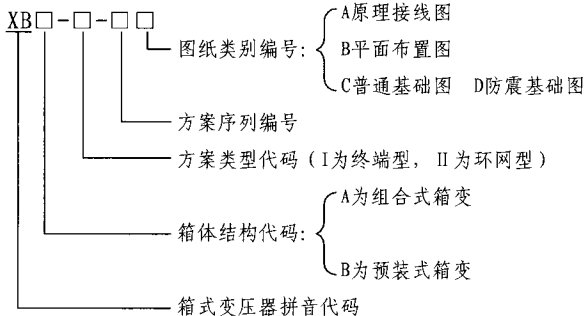 XB□-□-□□
A原理接线图
图纸类别编号:
B平面布置图
C普通基础图 D防震基础图
方案序列编号
方案类型代码(I为终端型, II为环网型)
A为组合式箱变
箱体结构代码:
B为预装式箱变
箱式变压器拼音代码